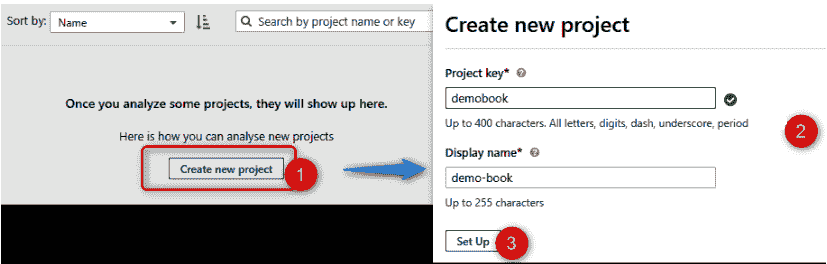 Sort by:
Name
Search by project name or key
Once you analyze some projects, they will show up here.
Here is how you can analyse new projects
Create new project
1
Create new project
Project key*
demobook
Up to 400 characters. All letters, digits, dash, underscore, period
2
Display name*
demo-book
Up to 255 characters
Set Up
3